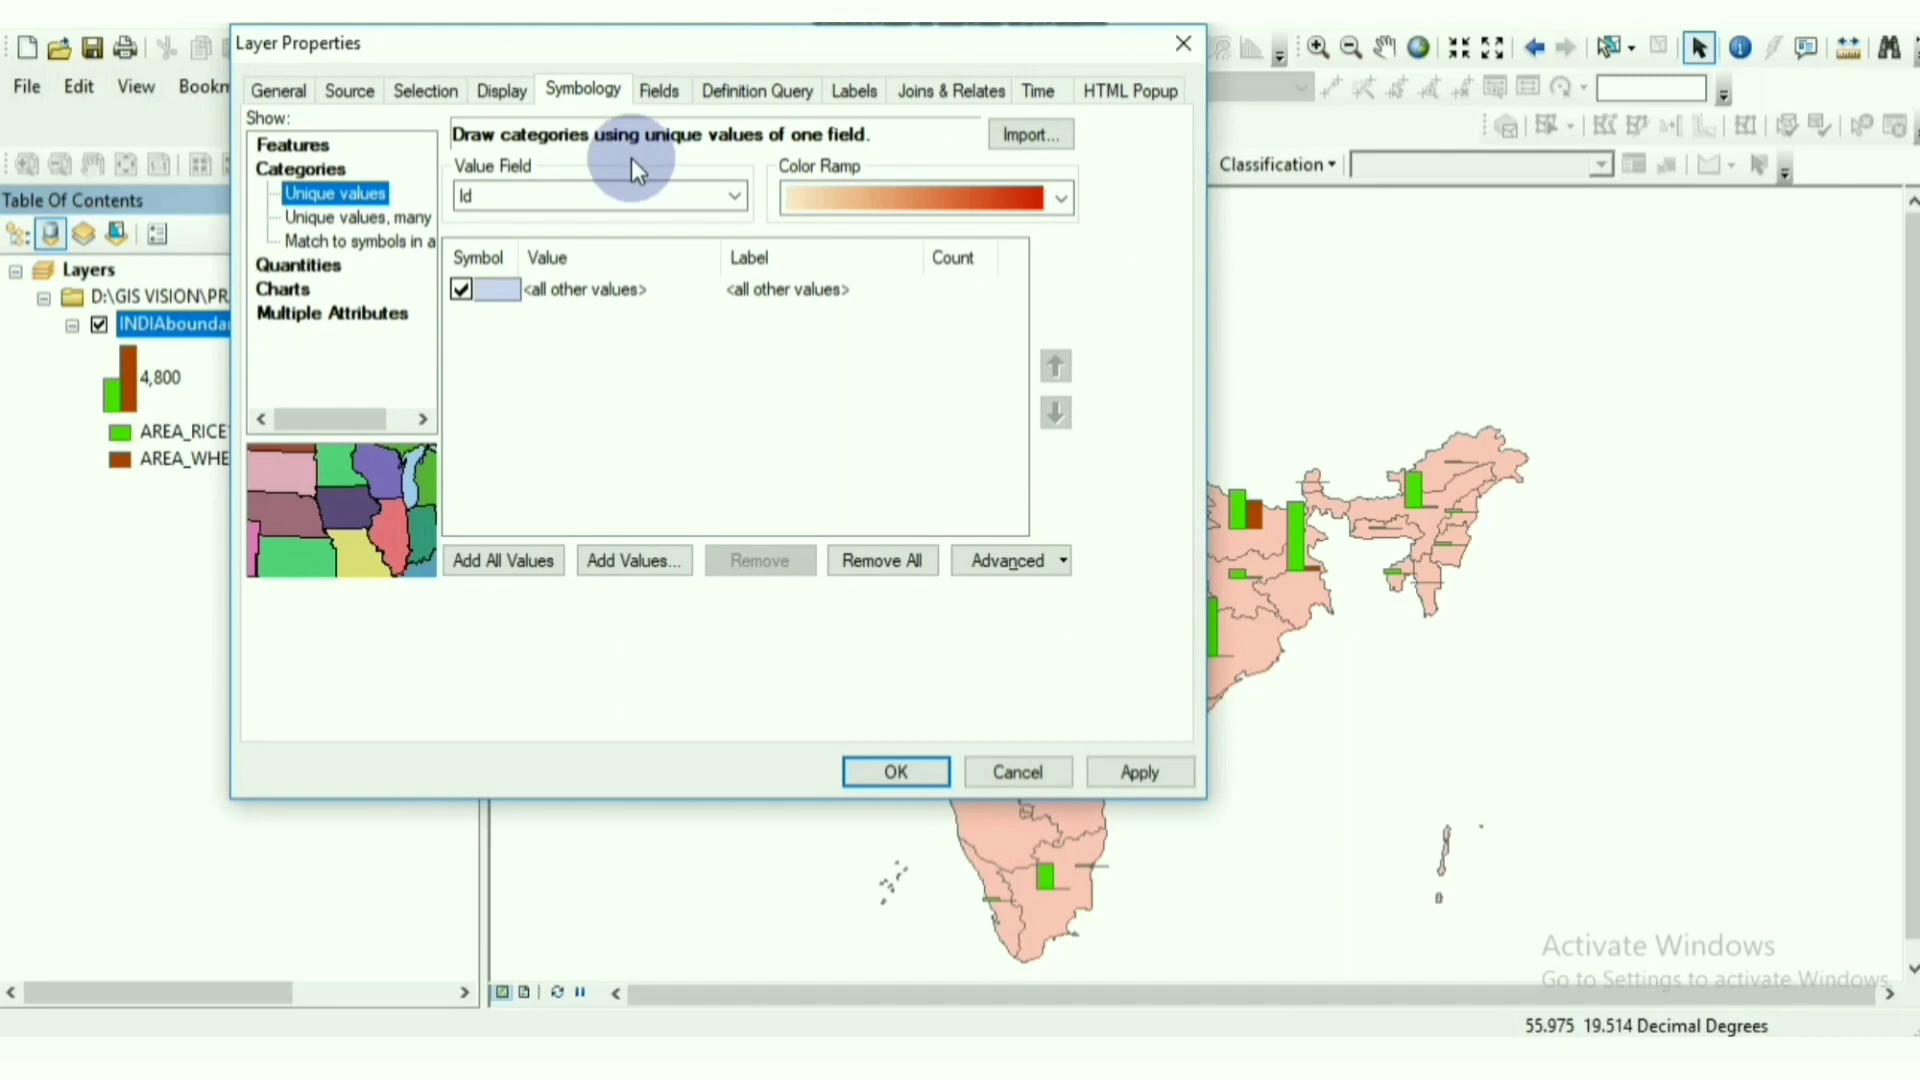 Layer Properties
File Edit View Bookm
General Source Selection Display Symbology Fields Definition Query Labels Joins & Relates Time HTML Popup
Show:
Features
Categories
Unique values
Unique values, many
Match to symbols in a
Quantities
Charts
Multiple Attributes
Draw categories using unique values of one field.
Import...
Value Field
Color Ramp
Id
Symbol Value Label Count
<all other values> <all other values>
Add All Values Add Values... Remove Remove All Advanced
OK Cancel Apply
Classification
Table Of Contents
Layers
D:\GIS VISION\PR
INDIAbounda
4,800
AREA_RICE
AREA_WHE
Activate Windows
Go to Settings to activate Windows.
55.975 19.514 Decimal Degrees